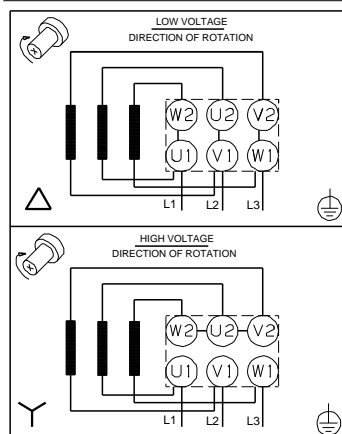 LOW VOLTAGE
DIRECTION OF ROTATION
W2 U2 V2
U1 V1 W1
L1 L2 L3
HIGH VOLTAGE
DIRECTION OF ROTATION
W2 U2 V2
U1 V1 W1
L1 L2 L3